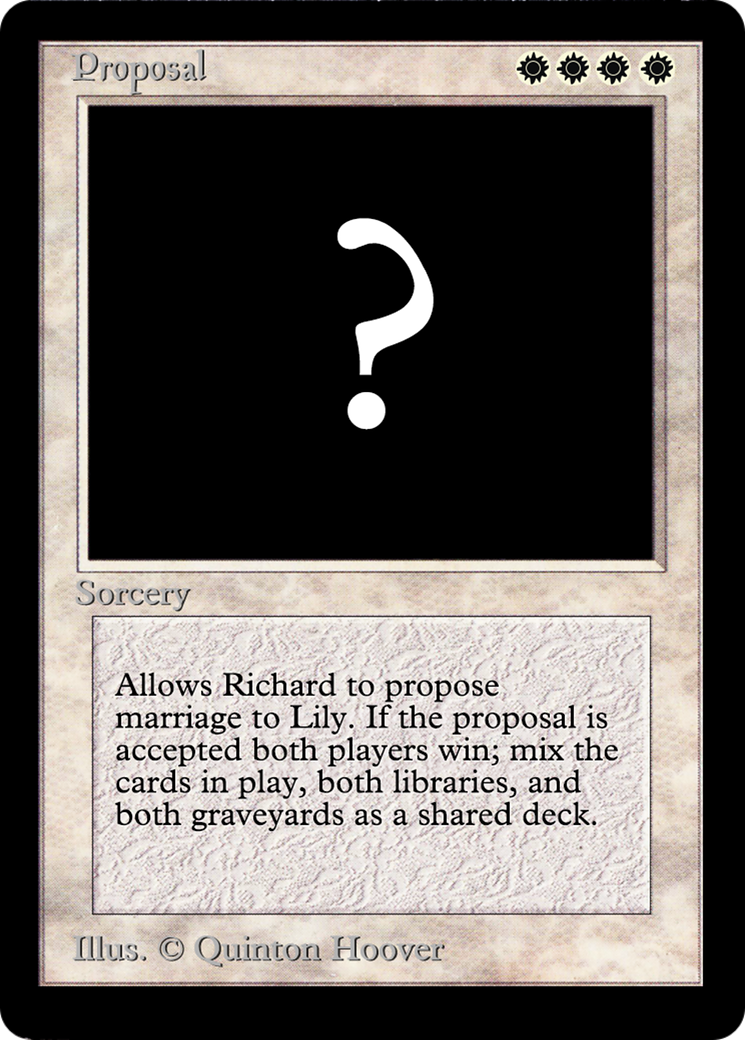 Proposal
?
Sorcery
Allows Richard to propose
marriage to Lily. If the proposal is
accepted both players win; mix the
cards in play, both libraries, and
both graveyards as a shared deck.
Illus. © Quinton Hoover